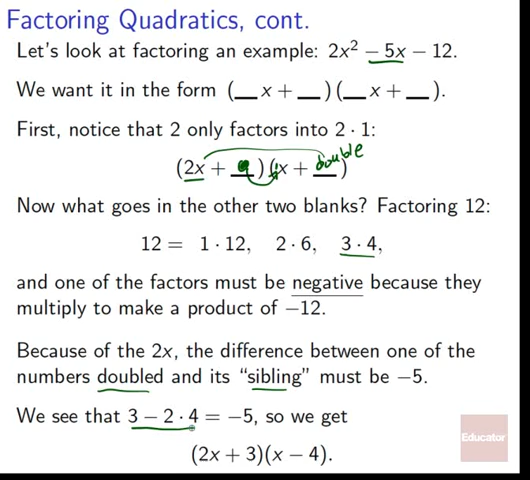 Factoring Quadratics, cont.
Let's look at factoring an example: 2x² − 5x − 12.
We want it in the form (__x + __)(__x + __).
First, notice that 2 only factors into 2 · 1:
(2x + __)(x + double)
Now what goes in the other two blanks? Factoring 12:
12 = 1 · 12, 2 · 6, 3 · 4,
and one of the factors must be negative because they
multiply to make a product of −12.
Because of the 2x, the difference between one of the
numbers doubled and its “sibling” must be −5.
We see that 3 − 2 · 4 = −5, so we get
Educator
(2x + 3)(x − 4).